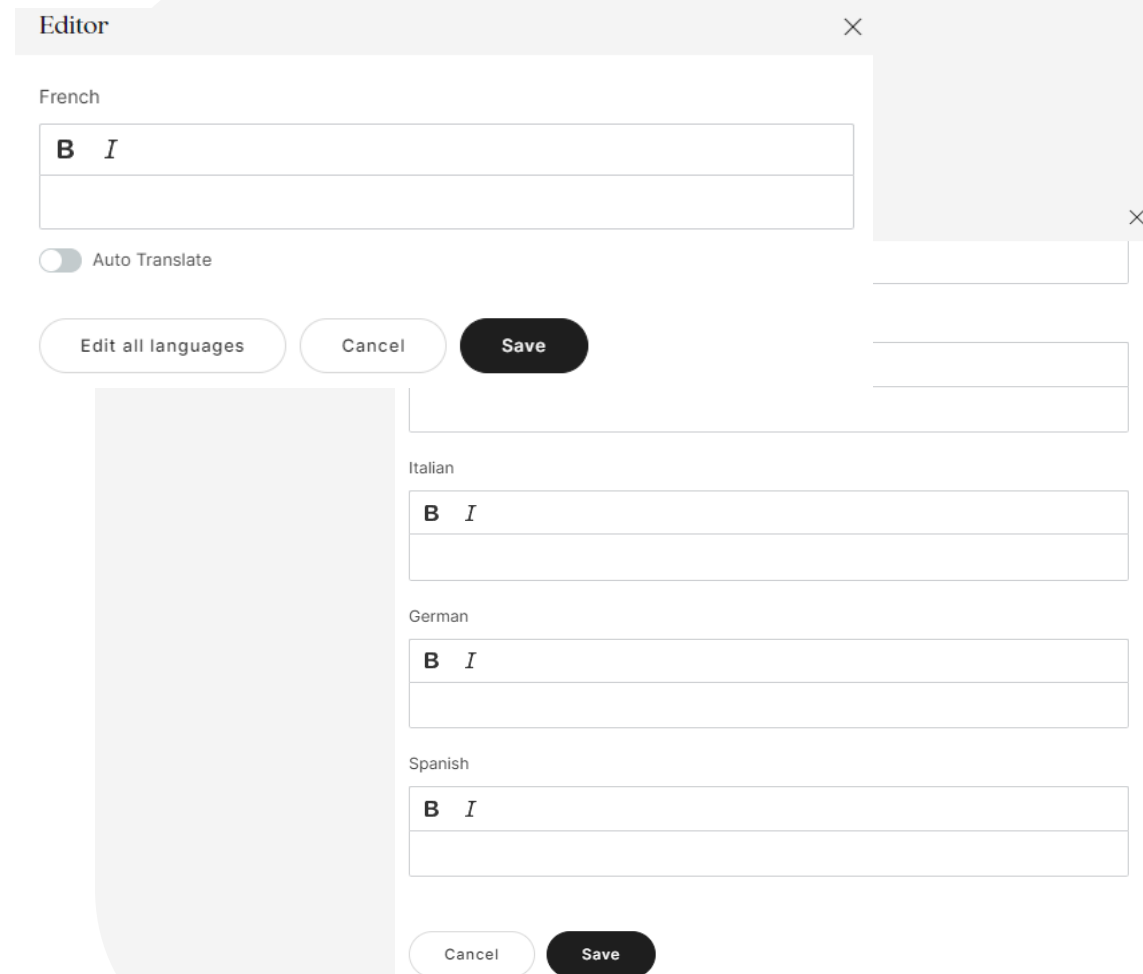 Editor
French
B I
Auto Translate
Edit all languages Cancel Save
Italian
B I
German
B I
Spanish
B I
Cancel Save